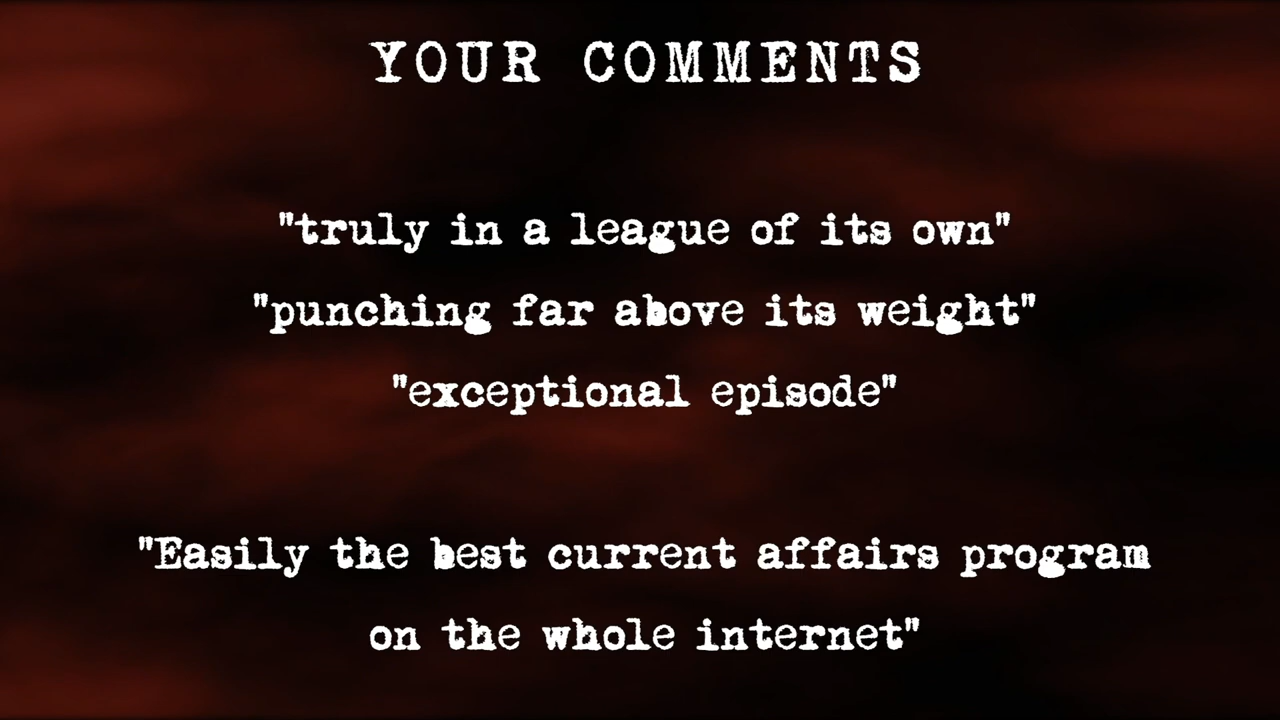 YOUR COMMENTS
"truly in a league of its own"
"punching far above its weight"
"exceptional episode"
"Easily the best current affairs program
on the whole internet"